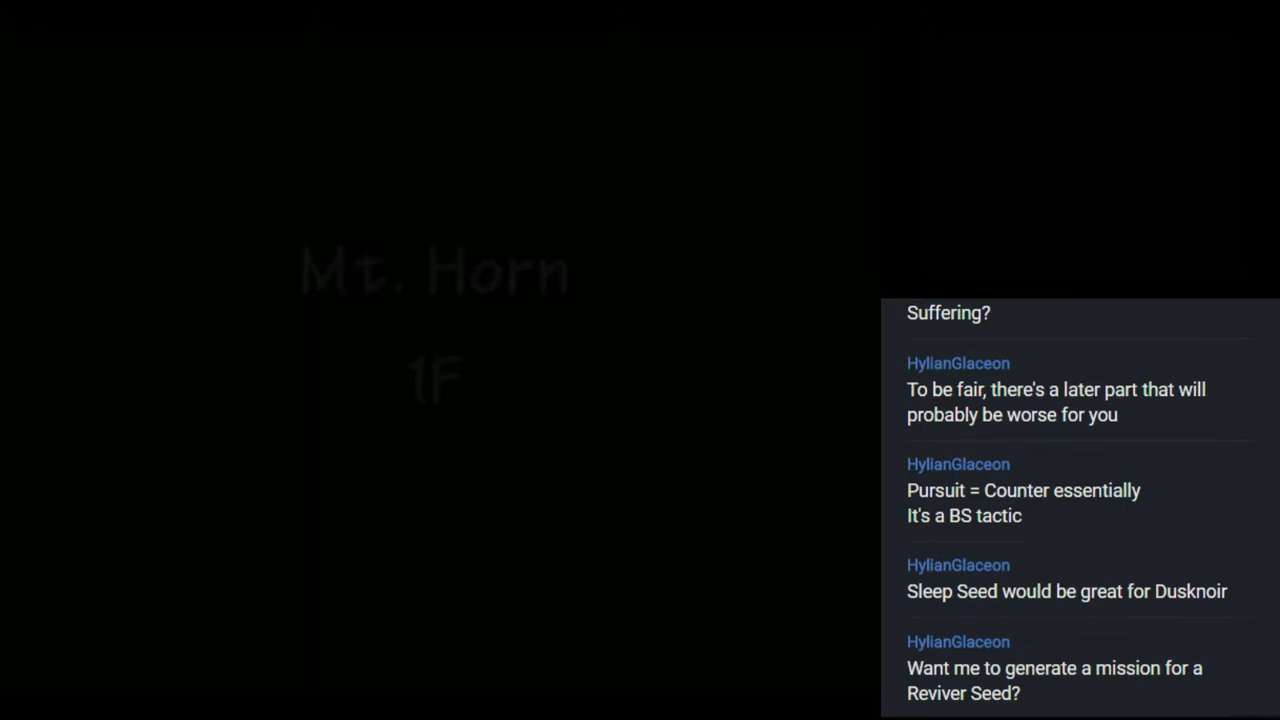 Mt. Horn
1F
Suffering?
HylianGlaceon
To be fair, there's a later part that will
probably be worse for you
HylianGlaceon
Pursuit = Counter essentially
It's a BS tactic
HylianGlaceon
Sleep Seed would be great for Dusknoir
HylianGlaceon
Want me to generate a mission for a
Reviver Seed?